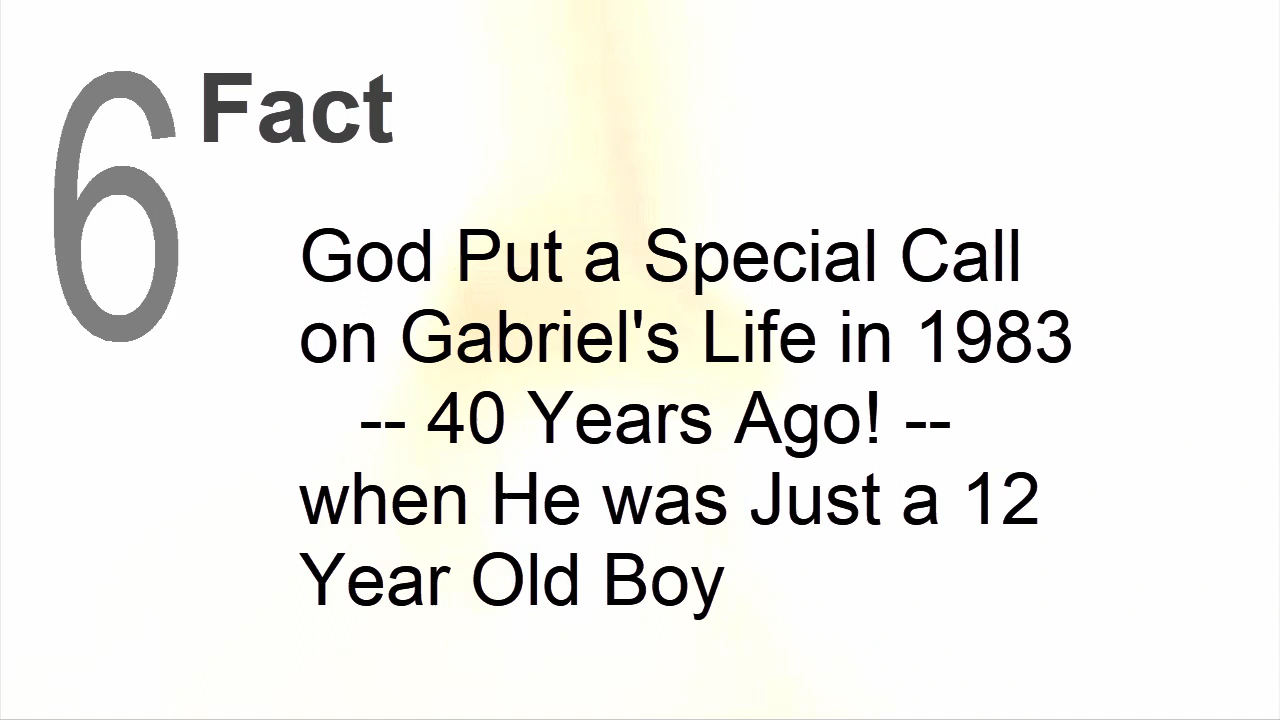 6 Fact
God Put a Special Call
on Gabriel's Life in 1983
-- 40 Years Ago! --
when He was Just a 12
Year Old Boy